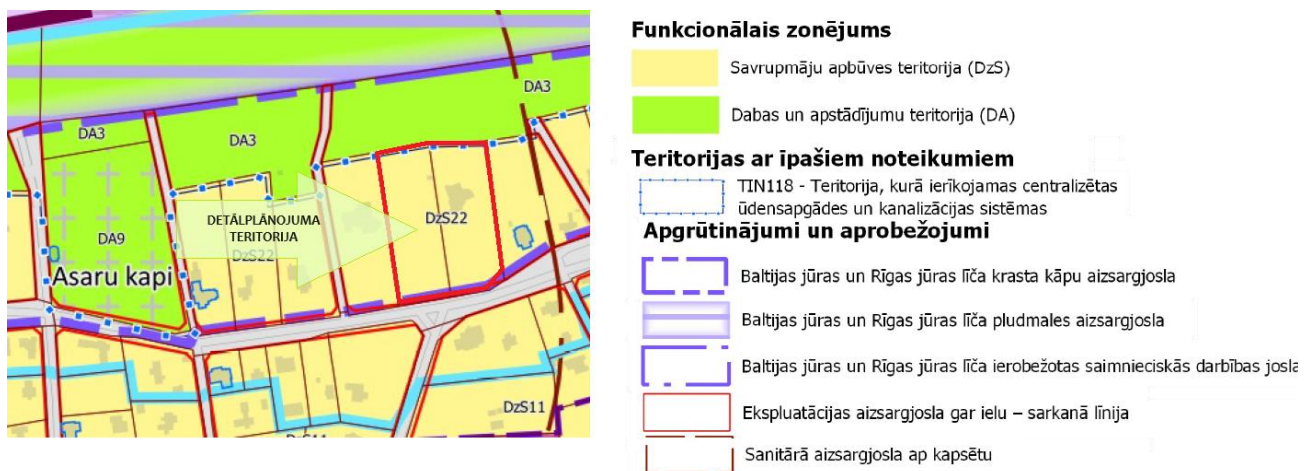 DA3
DA3
DA3
DETĀLPLĀNOJUMA
TERITORIJA
DzS22
DA9
DzS22
Asaru kapi
DzS11
Funkcionālais zonējums
Savrupmāju apbūves teritorija (DzS)
Dabas un apstādījumu teritorija (DA)
Teritorijas ar īpašiem noteikumiem
TIN118 - Teritorija, kurā ierīkojamas centralizētas
ūdensapgādes un kanalizācijas sistēmas
Apgrūtinājumi un aprobežojumi
Baltijas jūras un Rīgas jūras līča krasta kāpu aizsargjosla
Baltijas jūras un Rīgas jūras līča pludmales aizsargjosla
Baltijas jūras un Rīgas jūras līča ierobežotas saimnieciskās darbības josla
Ekspluatācijas aizsargjosla gar ielu – sarkanā līnija
Sanitārā aizsargjosla ap kapsētu